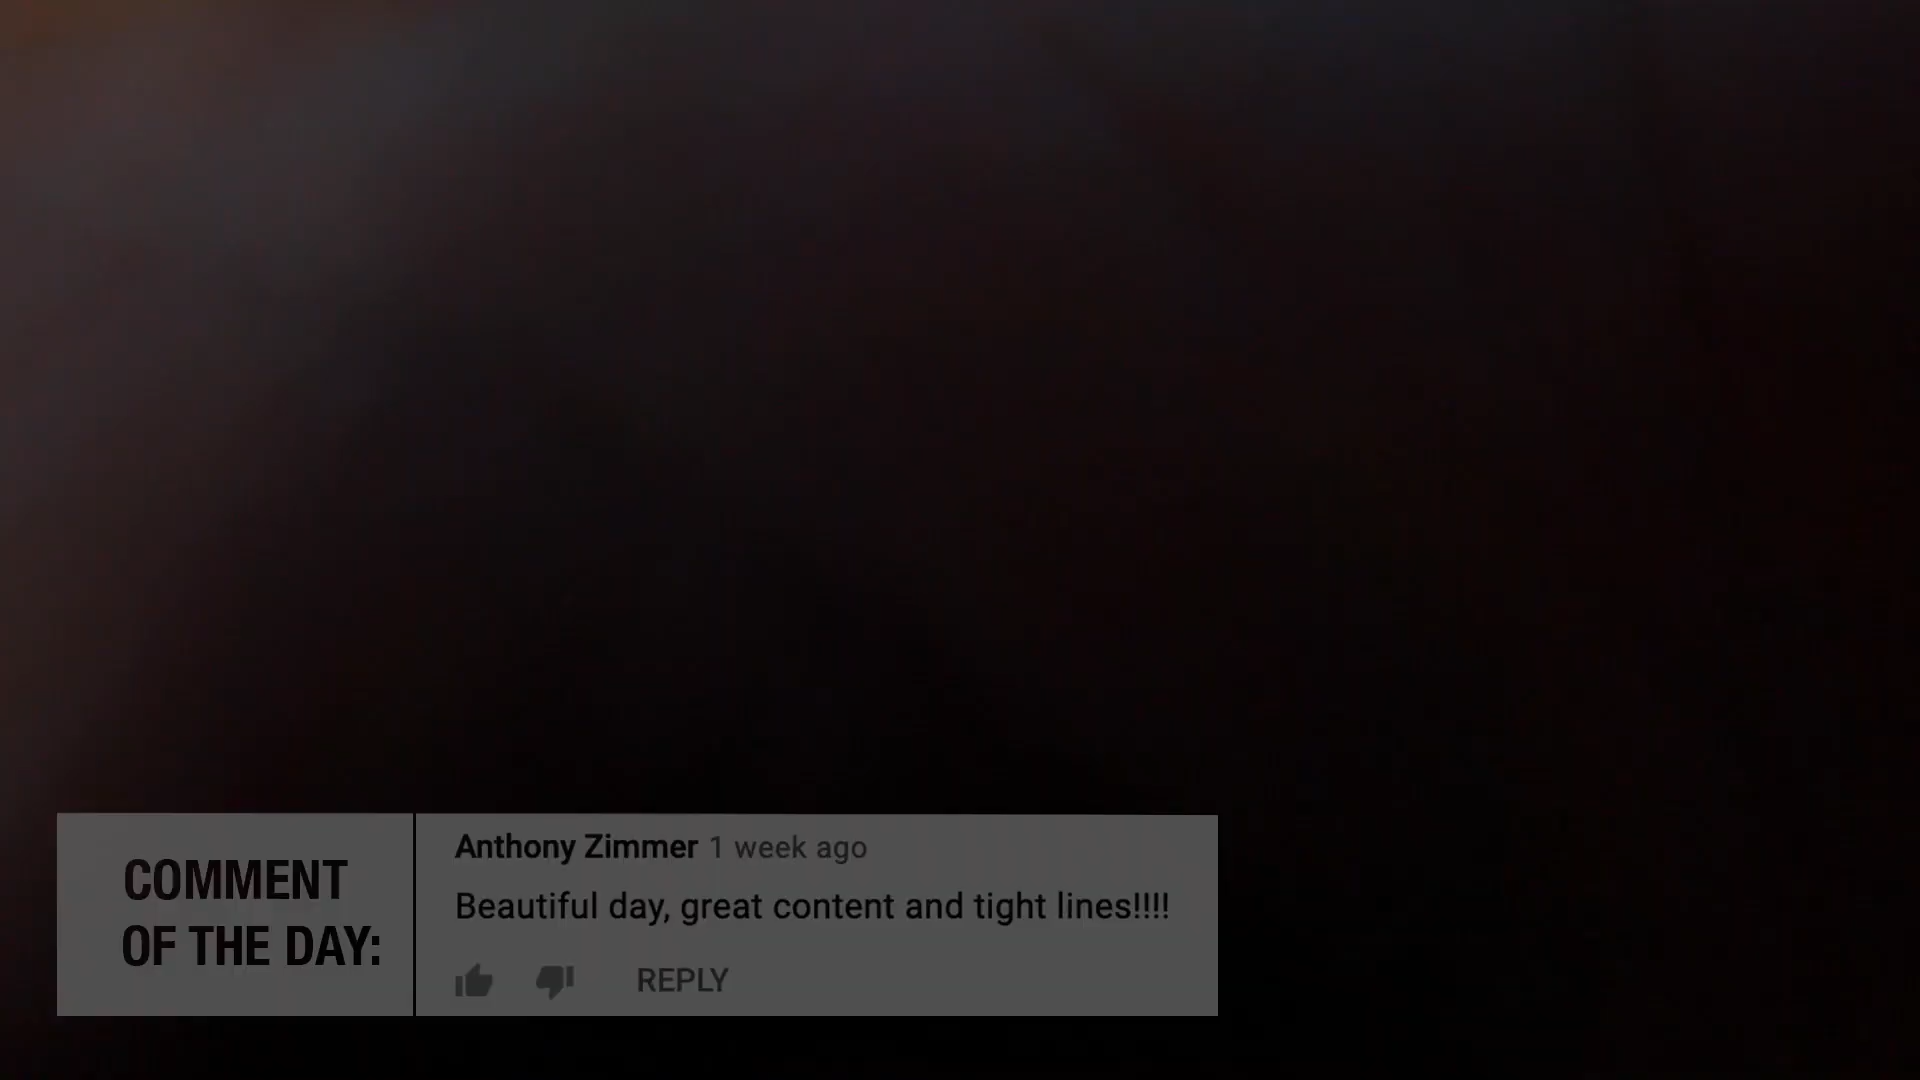 COMMENT
OF THE DAY:
Anthony Zimmer 1 week ago
Beautiful day, great content and tight lines!!!!
REPLY